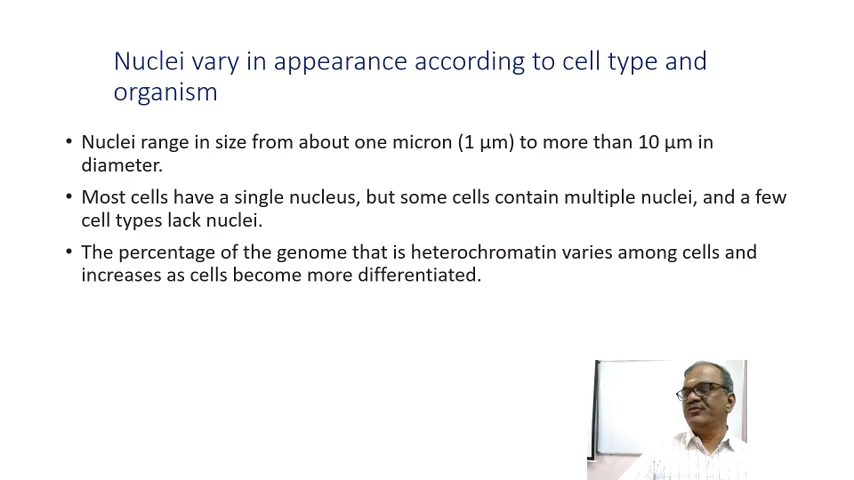 Nuclei vary in appearance according to cell type and
organism
• Nuclei range in size from about one micron (1 μm) to more than 10 μm in
diameter.
• Most cells have a single nucleus, but some cells contain multiple nuclei, and a few
cell types lack nuclei.
• The percentage of the genome that is heterochromatin varies among cells and
increases as cells become more differentiated.